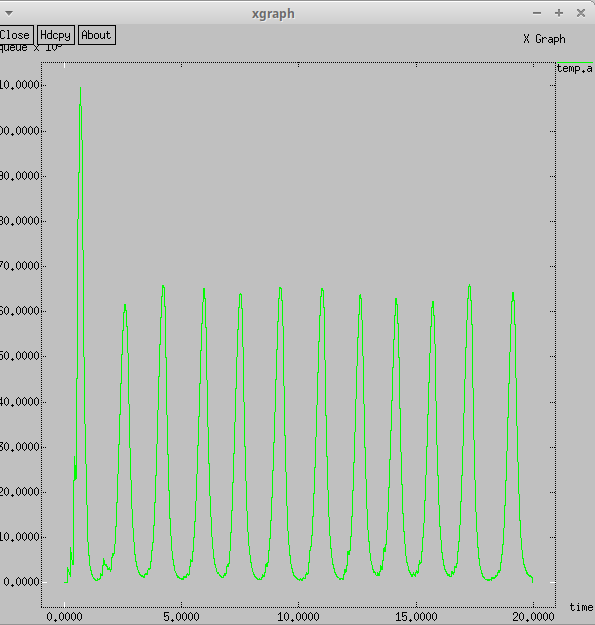 xgraph
Close Hdcpy About
X Graph
queue x
temp.a
10.0000
00.0000
90.0000
80.0000
70.0000
60.0000
50.0000
40.0000
30.0000
20.0000
10.0000
0.0000
time
0.0000 5.0000 10.0000 15.0000 20.0000